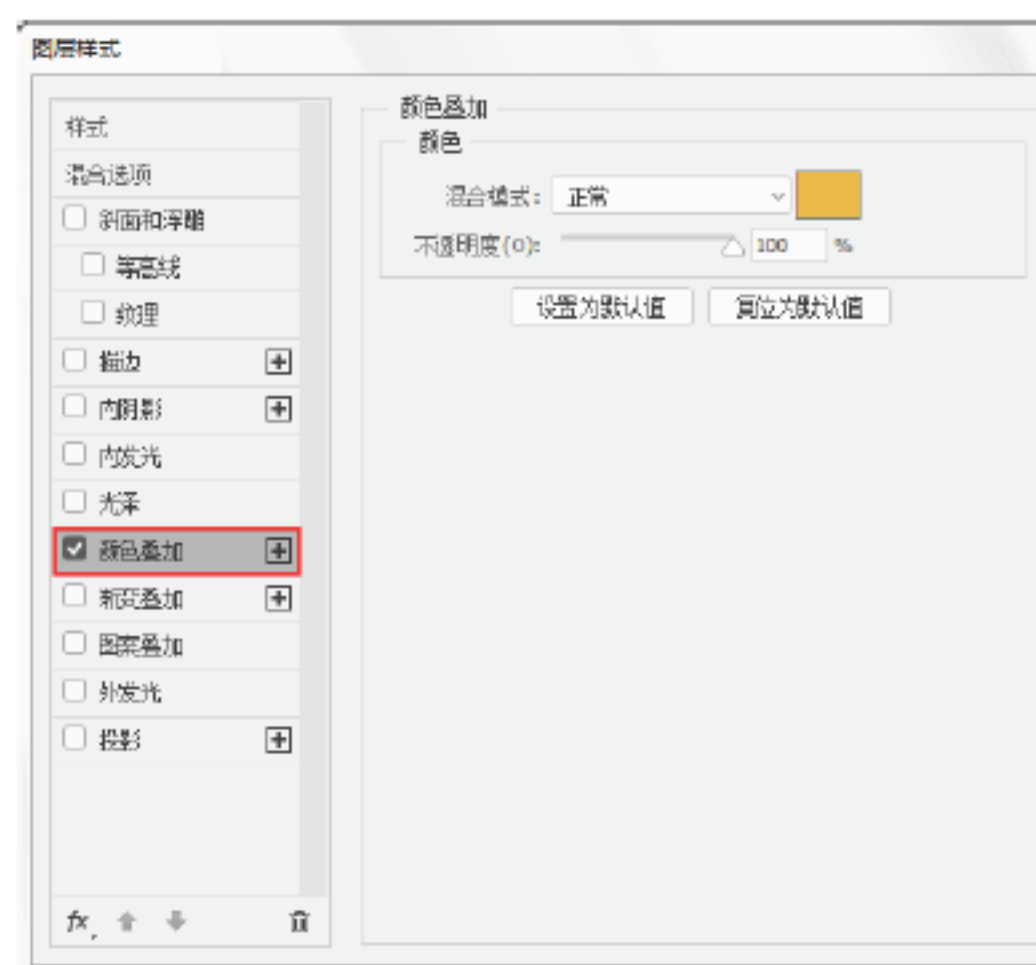 图层样式
样式
混合选项
斜面和浮雕
等高线
纹理
描边
内阴影
内发光
光泽
颜色叠加
渐变叠加
图案叠加
外发光
投影
fx
颜色叠加
颜色
混合模式: 正常
不透明度(O): 100 %
设置为默认值 复位为默认值